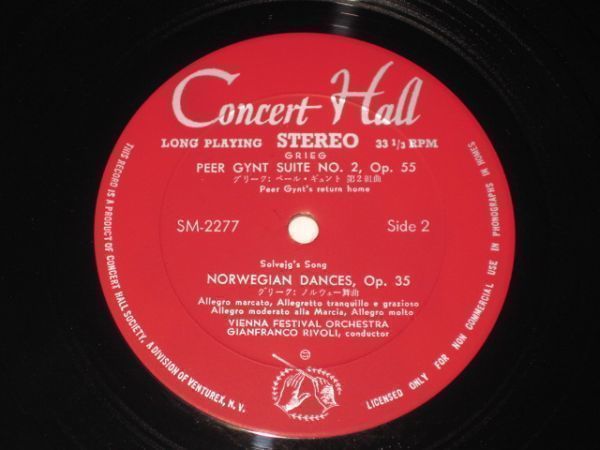 Concert Hall
LONG PLAYING STEREO 33 1/3 RPM
GRIEG
PEER GYNT SUITE NO. 2, Op. 55
グリーク: ペール・ギュント 第2組曲
Peer Gynt's return home
SM-2277 Side 2
Solvejg's Song
NORWEGIAN DANCES, Op. 35
グリーク: ノルウェー舞曲
Allegro marcato, Allegretto tranquillo e grazioso
Allegro moderato alla Marcia, Allegro molto
VIENNA FESTIVAL ORCHESTRA
GIANFRANCO RIVOLI, conductor
THIS RECORD IS A PRODUCT OF CONCERT HALL SOCIETY, A DIVISION OF VENTUREX, N. V.
LICENSED ONLY FOR NON COMMERCIAL USE ON PHONOGRAPHS IN HOMES